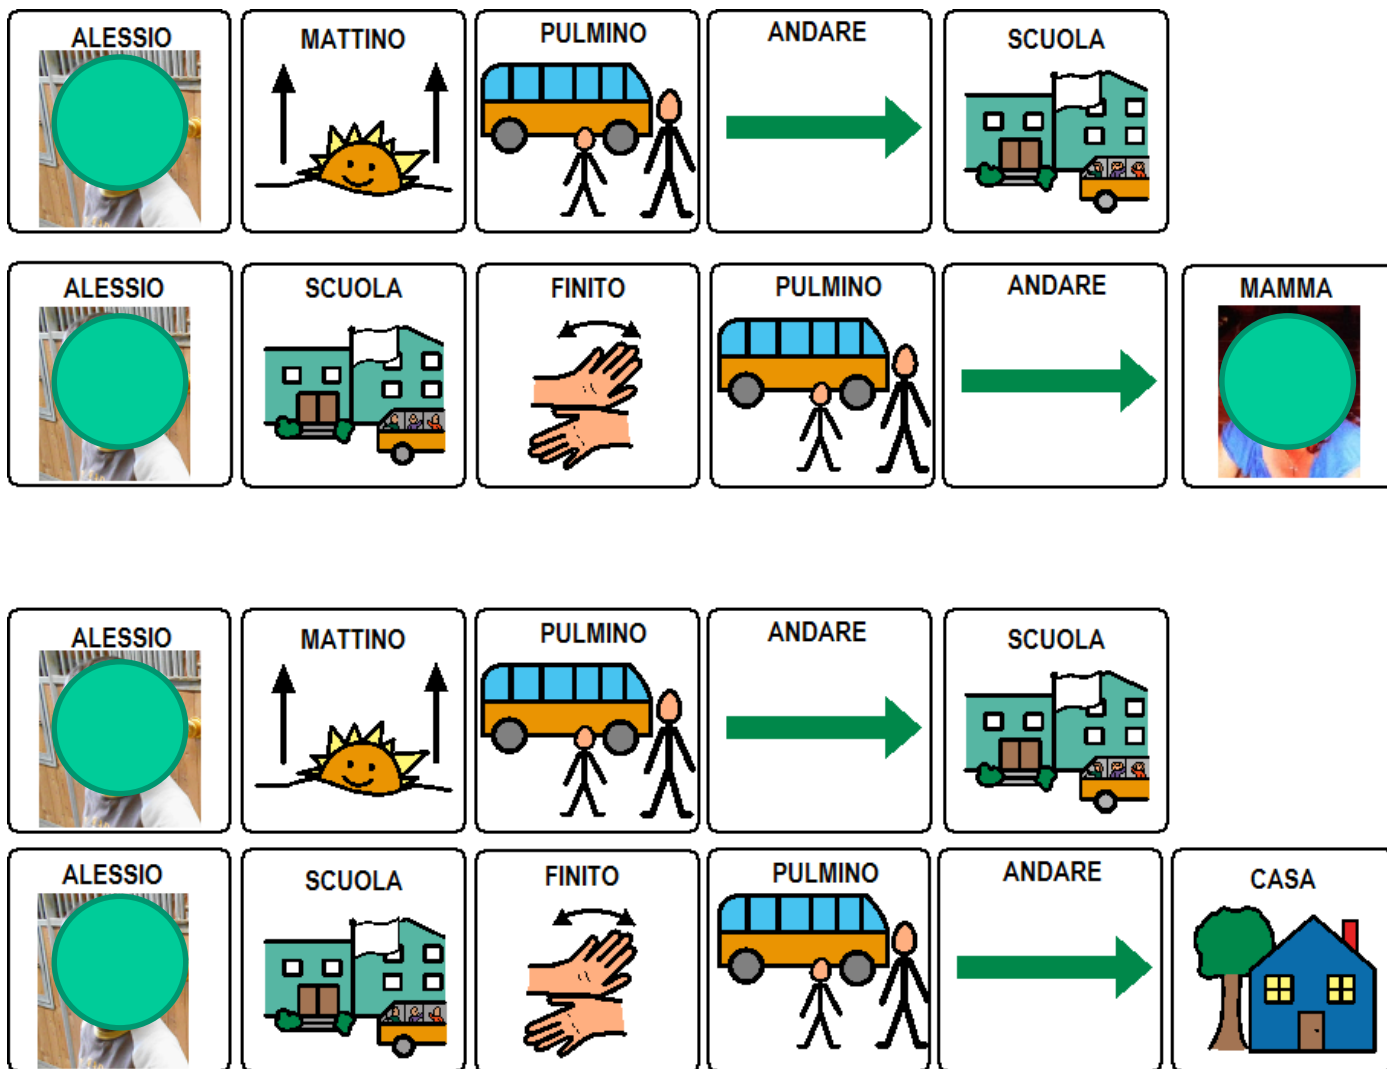 ALESSIO MATTINO PULMINO ANDARE SCUOLA
ALESSIO SCUOLA FINITO PULMINO ANDARE MAMMA
ALESSIO MATTINO PULMINO ANDARE SCUOLA
ALESSIO SCUOLA FINITO PULMINO ANDARE CASA